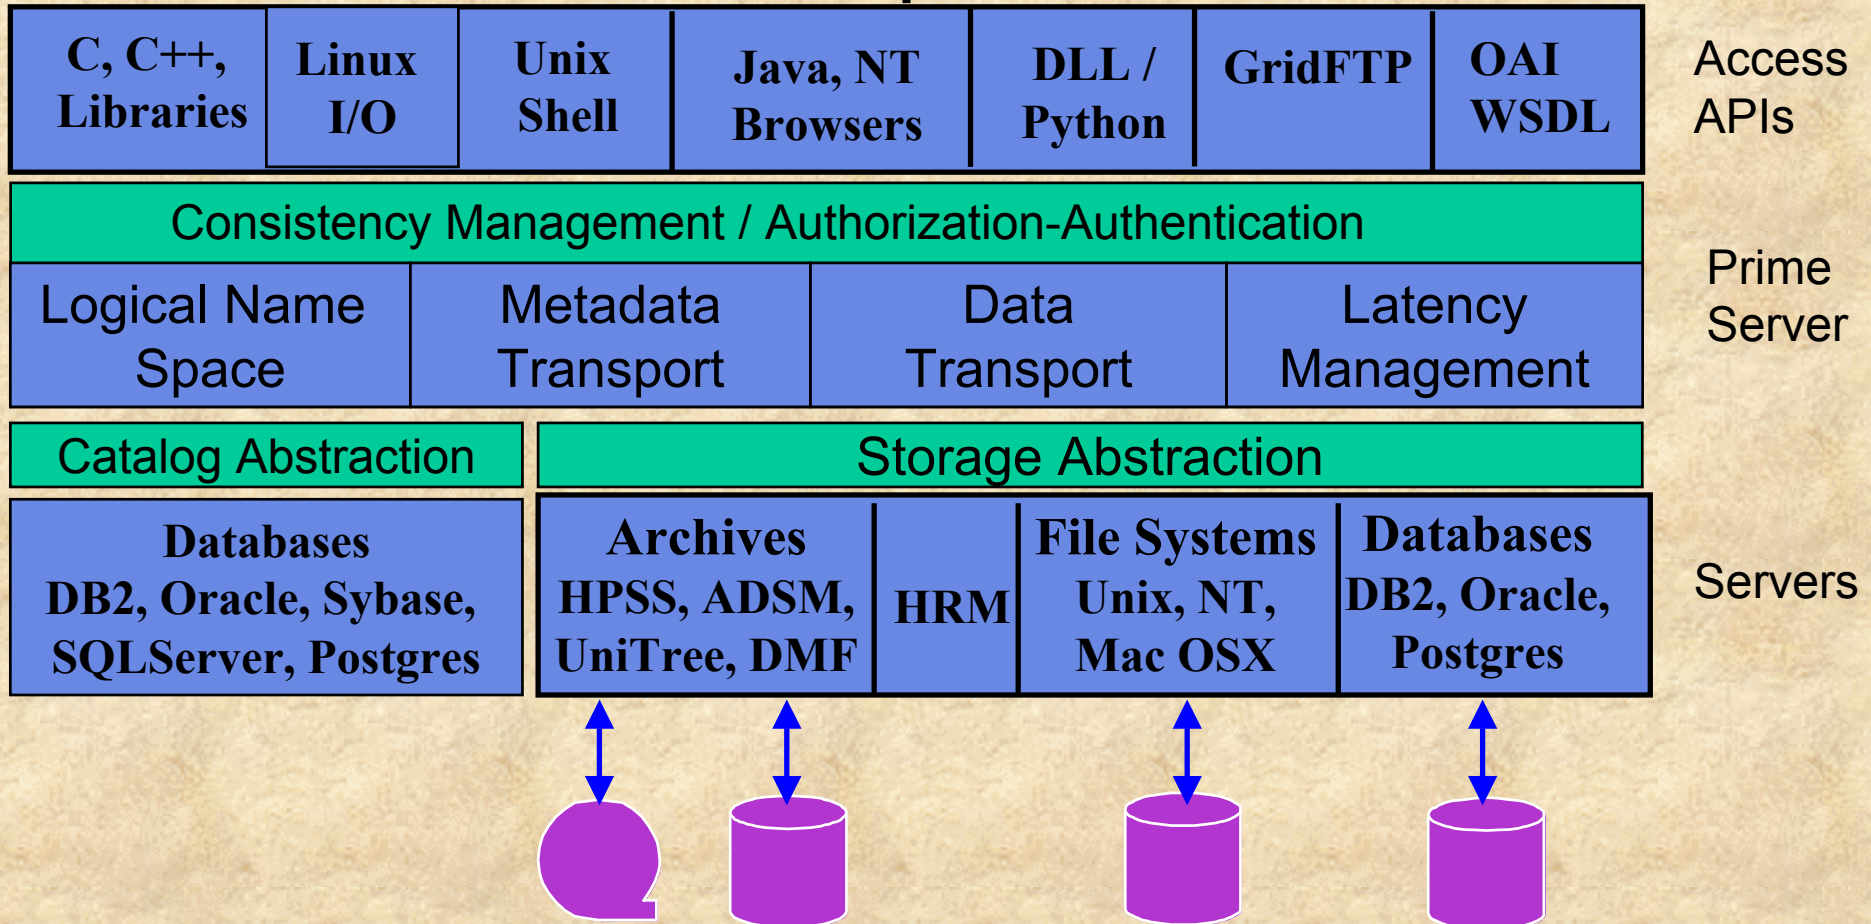 C, C++,
Libraries
Linux
I/O
Unix
Shell
Java, NT
Browsers
DLL /
Python
GridFTP
OAI
WSDL
Access
APIs
Consistency Management / Authorization-Authentication
Logical Name
Space
Metadata
Transport
Data
Transport
Latency
Management
Prime
Server
Catalog Abstraction
Storage Abstraction
Databases
DB2, Oracle, Sybase,
SQLServer, Postgres
Archives
HPSS, ADSM,
UniTree, DMF
HRM
File Systems
Unix, NT,
Mac OSX
Databases
DB2, Oracle,
Postgres
Servers